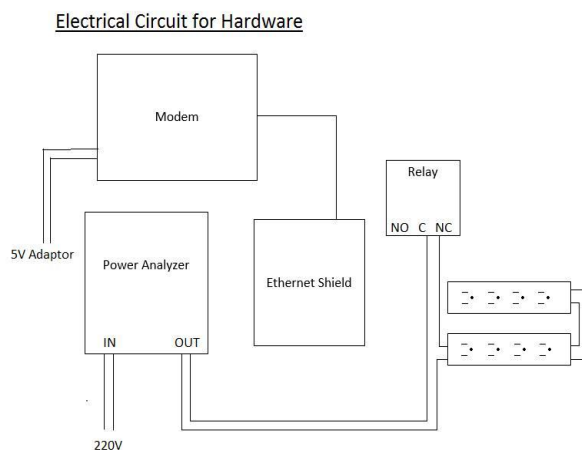 Electrical Circuit for Hardware
Modem
Relay
NO C NC
5V Adaptor
Power Analyzer
Ethernet Shield
IN OUT
220V